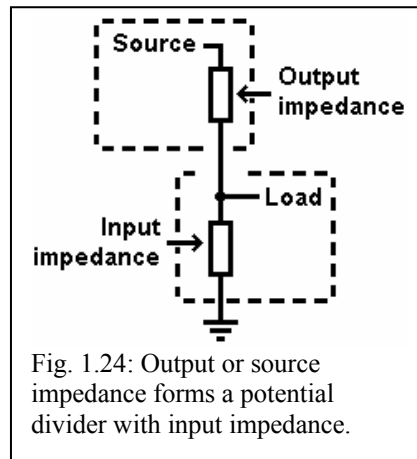 Source
Output
impedance
Load
Input
impedance
Fig. 1.24: Output or source
impedance forms a potential
divider with input impedance.